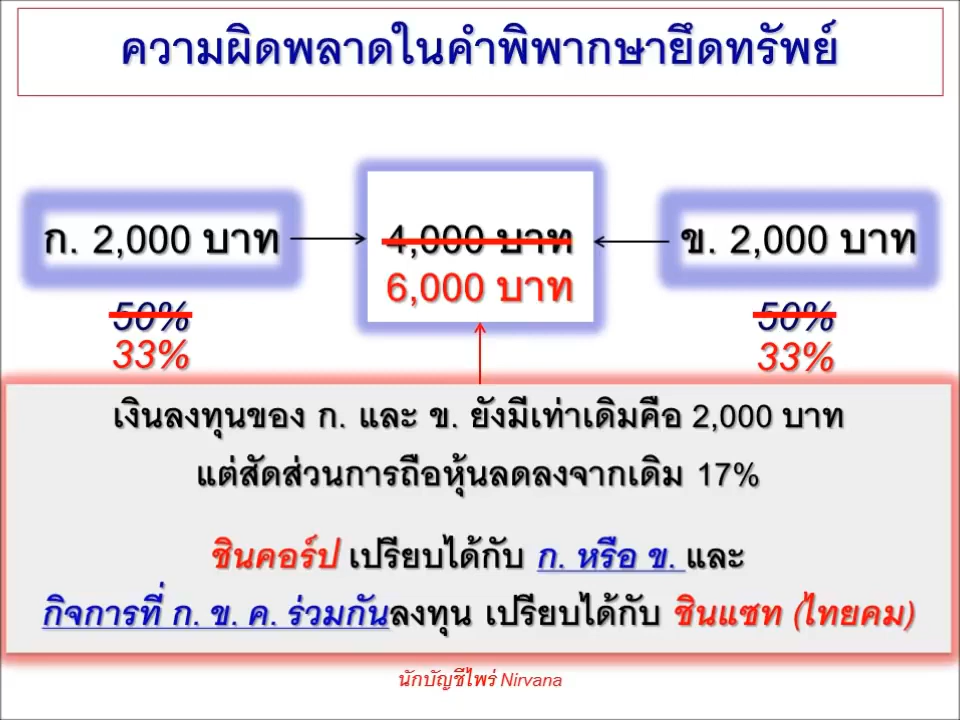 ความผิดพลาดในคำพิพากษายึดทรัพย์
ก. 2,000 บาท
4,000 บาท
6,000 บาท
ข. 2,000 บาท
50%
33%
50%
33%
เงินลงทุนของ ก. และ ข. ยังมีเท่าเดิมคือ 2,000 บาท
แต่สัดส่วนการถือหุ้นลดลงจากเดิม 17%
ชินคอร์ป เปรียบได้กับ ก. หรือ ข. และ
กิจการที่ ก. ข. ค. ร่วมกันลงทุน เปรียบได้กับ ชินแซท (ไทยคม)
นักบัญชีไพร่ Nirvana